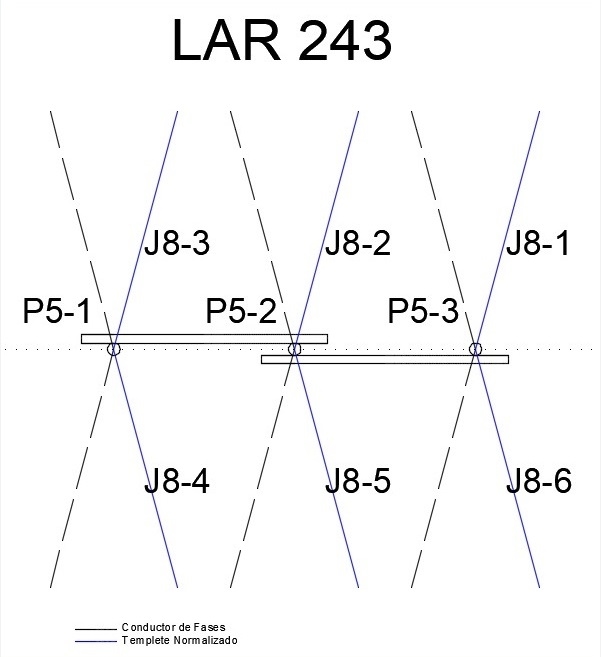 LAR 243
J8-3 J8-2 J8-1
P5-1 P5-2 P5-3
J8-4 J8-5 J8-6
Conductor de Fases
Templete Normalizado